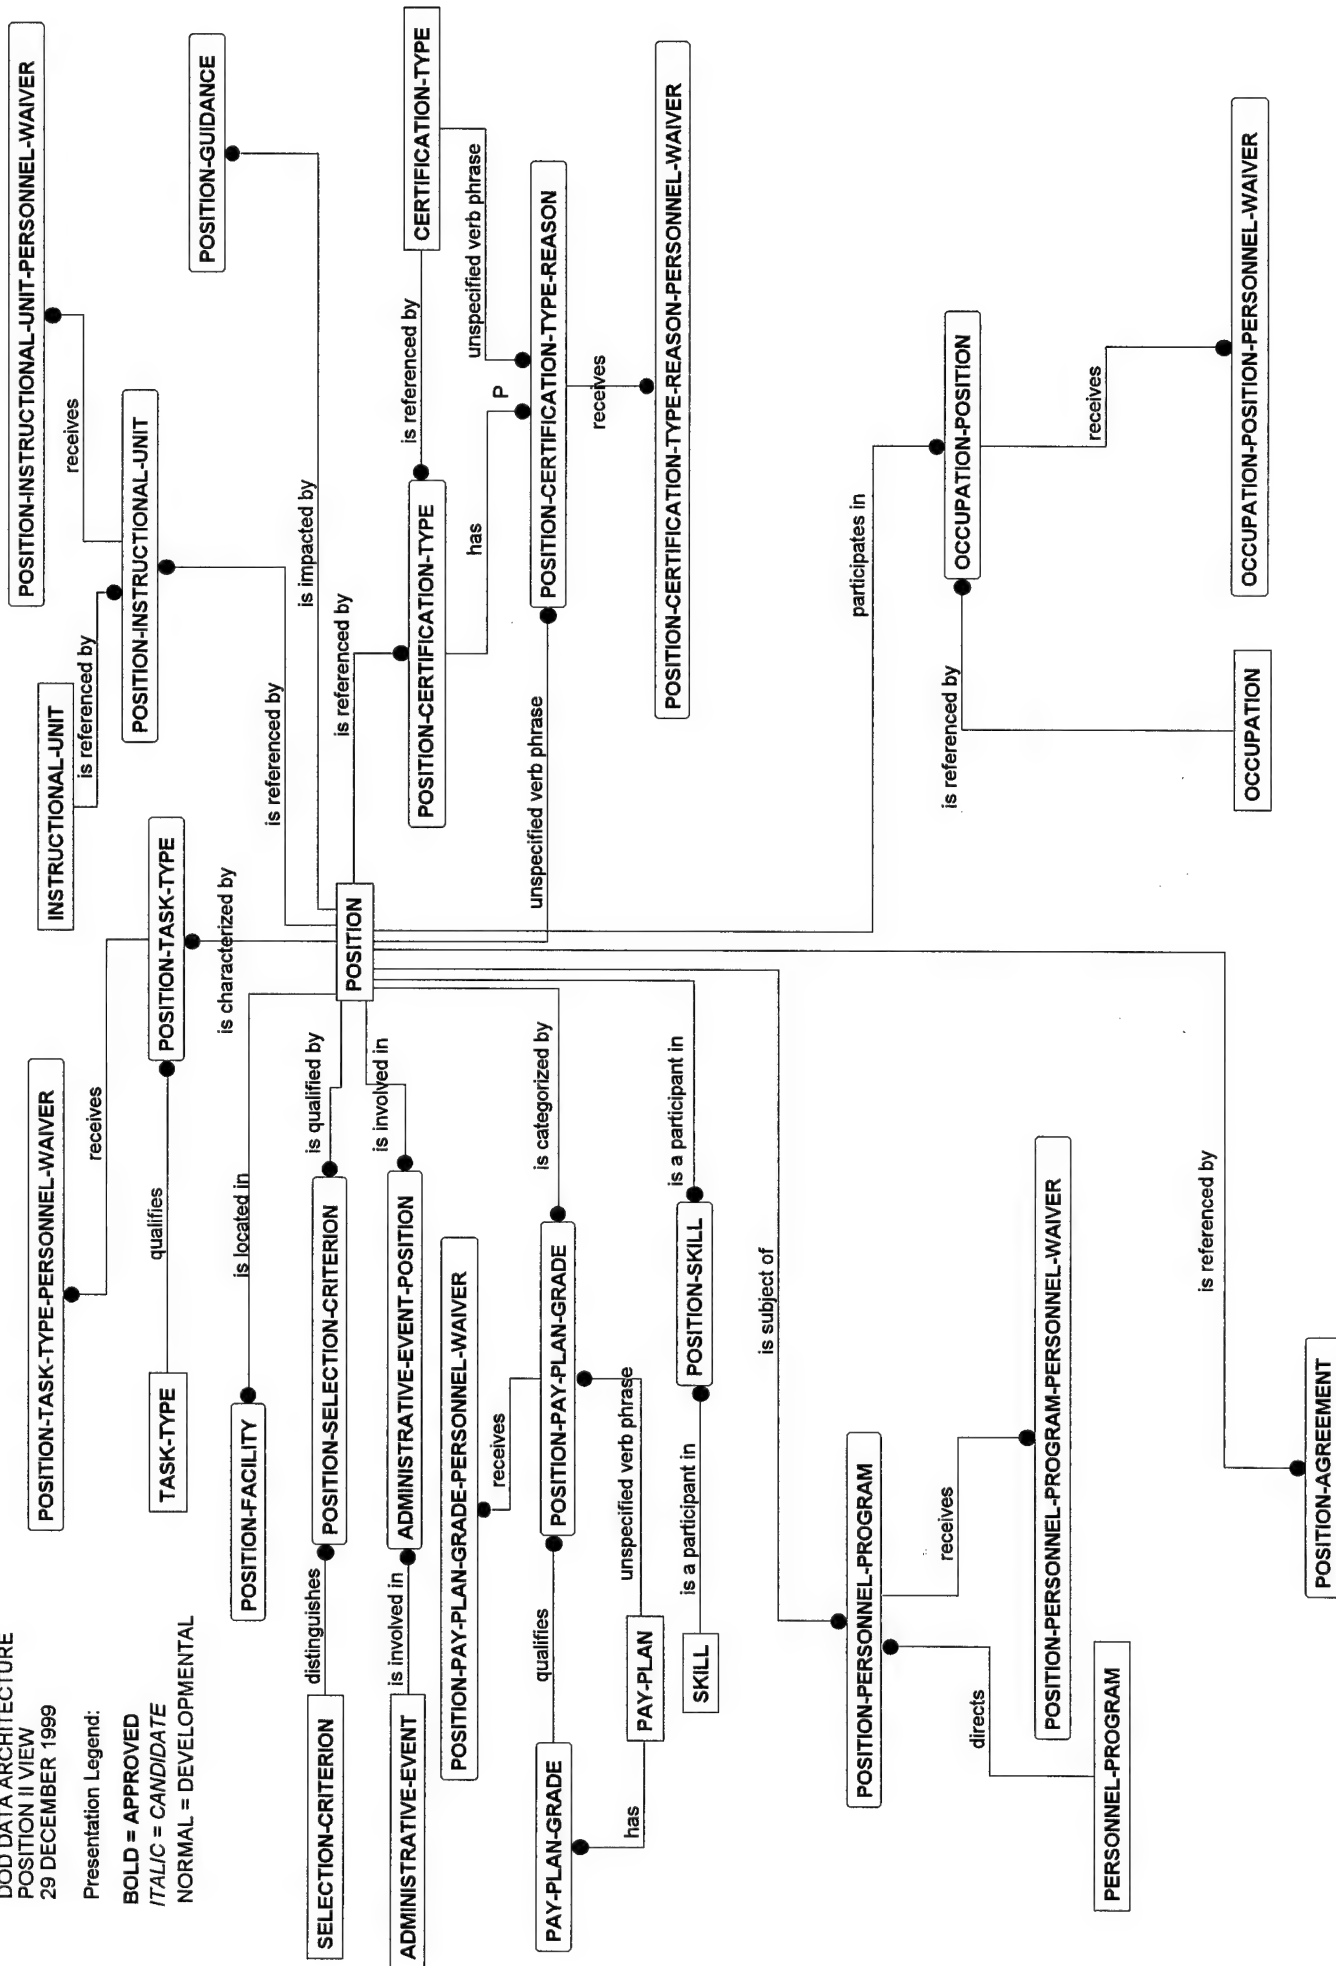 DOD DATA ARCHITECTURE
POSITION II VIEW
29 DECEMBER 1999
Presentation Legend:
BOLD = APPROVED
ITALIC = CANDIDATE
NORMAL = DEVELOPMENTAL
POSITION-TASK-TYPE-PERSONNEL-WAIVER
receives
TASK-TYPE
qualifies
POSITION-TASK-TYPE
is characterized by
INSTRUCTIONAL-UNIT
is referenced by
POSITION-INSTRUCTIONAL-UNIT-PERSONNEL-WAIVER
receives
POSITION-INSTRUCTIONAL-UNIT
is referenced by
POSITION-GUIDANCE
is impacted by
POSITION-FACILITY
is located in
SELECTION-CRITERION
distinguishes
POSITION-SELECTION-CRITERION
is qualified by
POSITION
is referenced by
ADMINISTRATIVE-EVENT
is involved in
ADMINISTRATIVE-EVENT-POSITION
is involved in
POSITION-CERTIFICATION-TYPE
is referenced by
CERTIFICATION-TYPE
POSITION-PAY-PLAN-GRADE-PERSONNEL-WAIVER
receives
has
P
unspecified verb phrase
PAY-PLAN-GRADE
qualifies
POSITION-PAY-PLAN-GRADE
is categorized by
unspecified verb phrase
POSITION-CERTIFICATION-TYPE-REASON
receives
has
PAY-PLAN
unspecified verb phrase
POSITION-CERTIFICATION-TYPE-REASON-PERSONNEL-WAIVER
SKILL
is a participant in
POSITION-SKILL
is a participant in
is subject of
participates in
POSITION-PERSONNEL-PROGRAM
receives
directs
POSITION-PERSONNEL-PROGRAM-PERSONNEL-WAIVER
PERSONNEL-PROGRAM
is referenced by
OCCUPATION-POSITION
receives
OCCUPATION
OCCUPATION-POSITION-PERSONNEL-WAIVER
is referenced by
POSITION-AGREEMENT